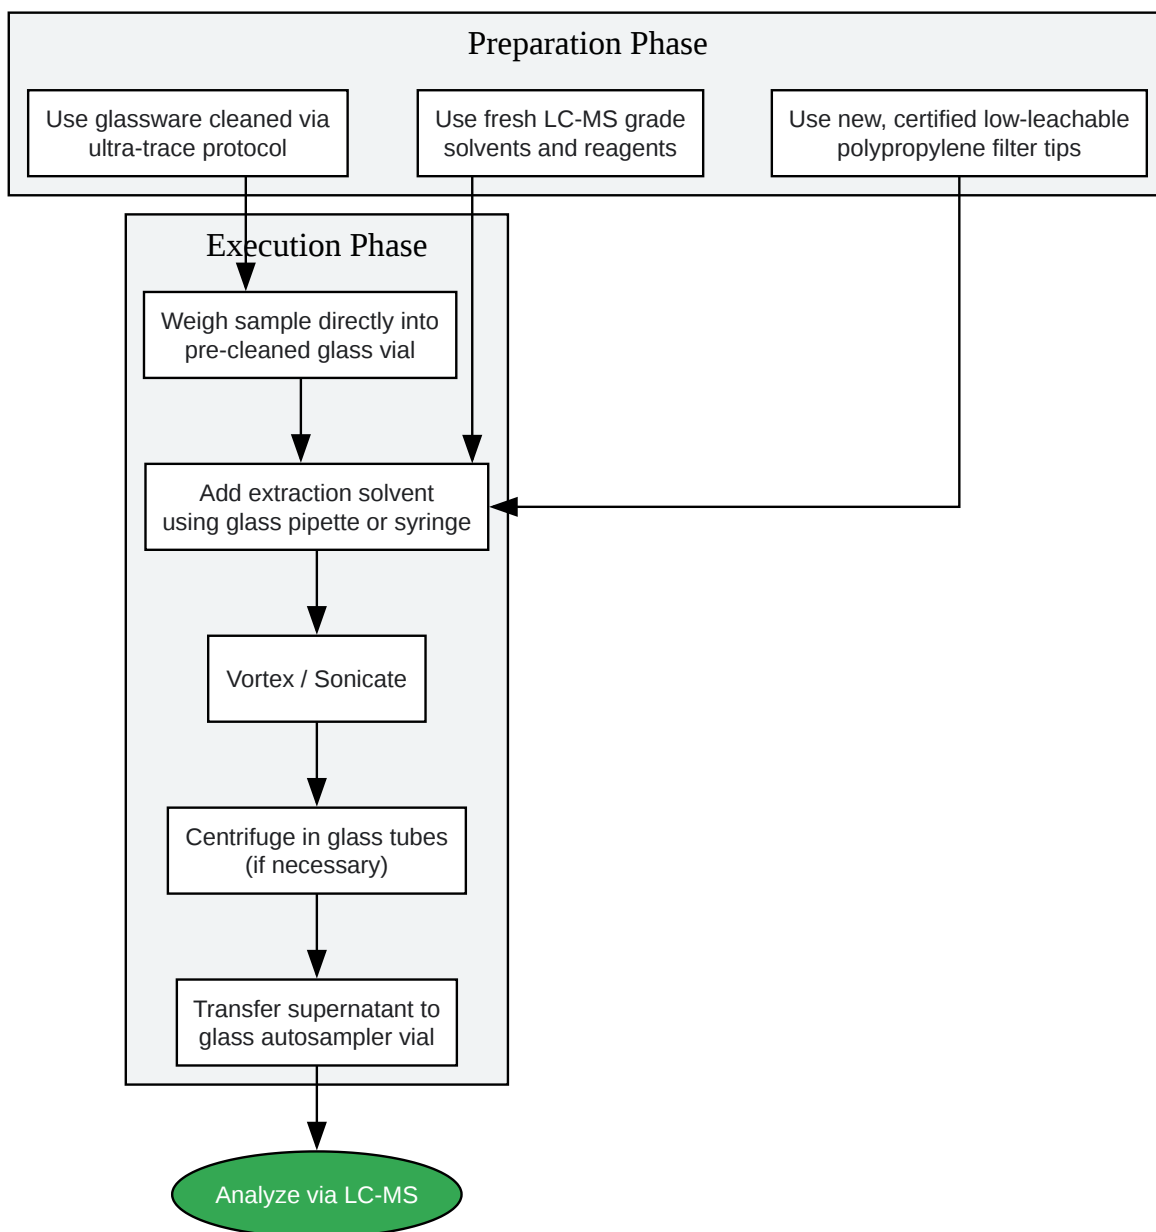 Preparation Phase
Use glassware cleaned via
ultra-trace protocol
Use fresh LC-MS grade
solvents and reagents
Use new, certified low-leachable
polypropylene filter tips
Execution Phase
Weigh sample directly into
pre-cleaned glass vial
Add extraction solvent
using glass pipette or syringe
Vortex / Sonicate
Centrifuge in glass tubes
(if necessary)
Transfer supernatant to
glass autosampler vial
Analyze via LC-MS